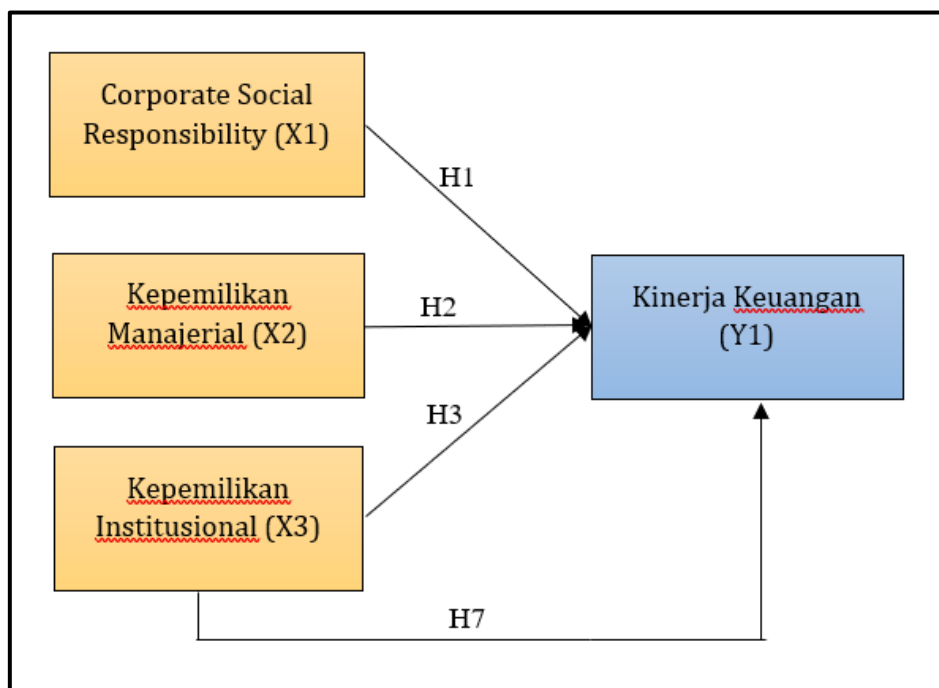 Corporate Social
Responsibility (X1)
H1
Kepemilikan
Manajerial (X2)
H2
Kinerja Keuangan
(Y1)
H3
Kepemilikan
Institusional (X3)
H7